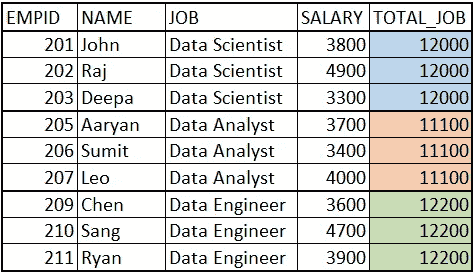 EMPID NAME JOB SALARY TOTAL_JOB
201 John Data Scientist 3800 12000
202 Raj Data Scientist 4900 12000
203 Deepa Data Scientist 3300 12000
205 Aaryan Data Analyst 3700 11100
206 Sumit Data Analyst 3400 11100
207 Leo Data Analyst 4000 11100
209 Chen Data Engineer 3600 12200
210 Sang Data Engineer 4700 12200
211 Ryan Data Engineer 3900 12200